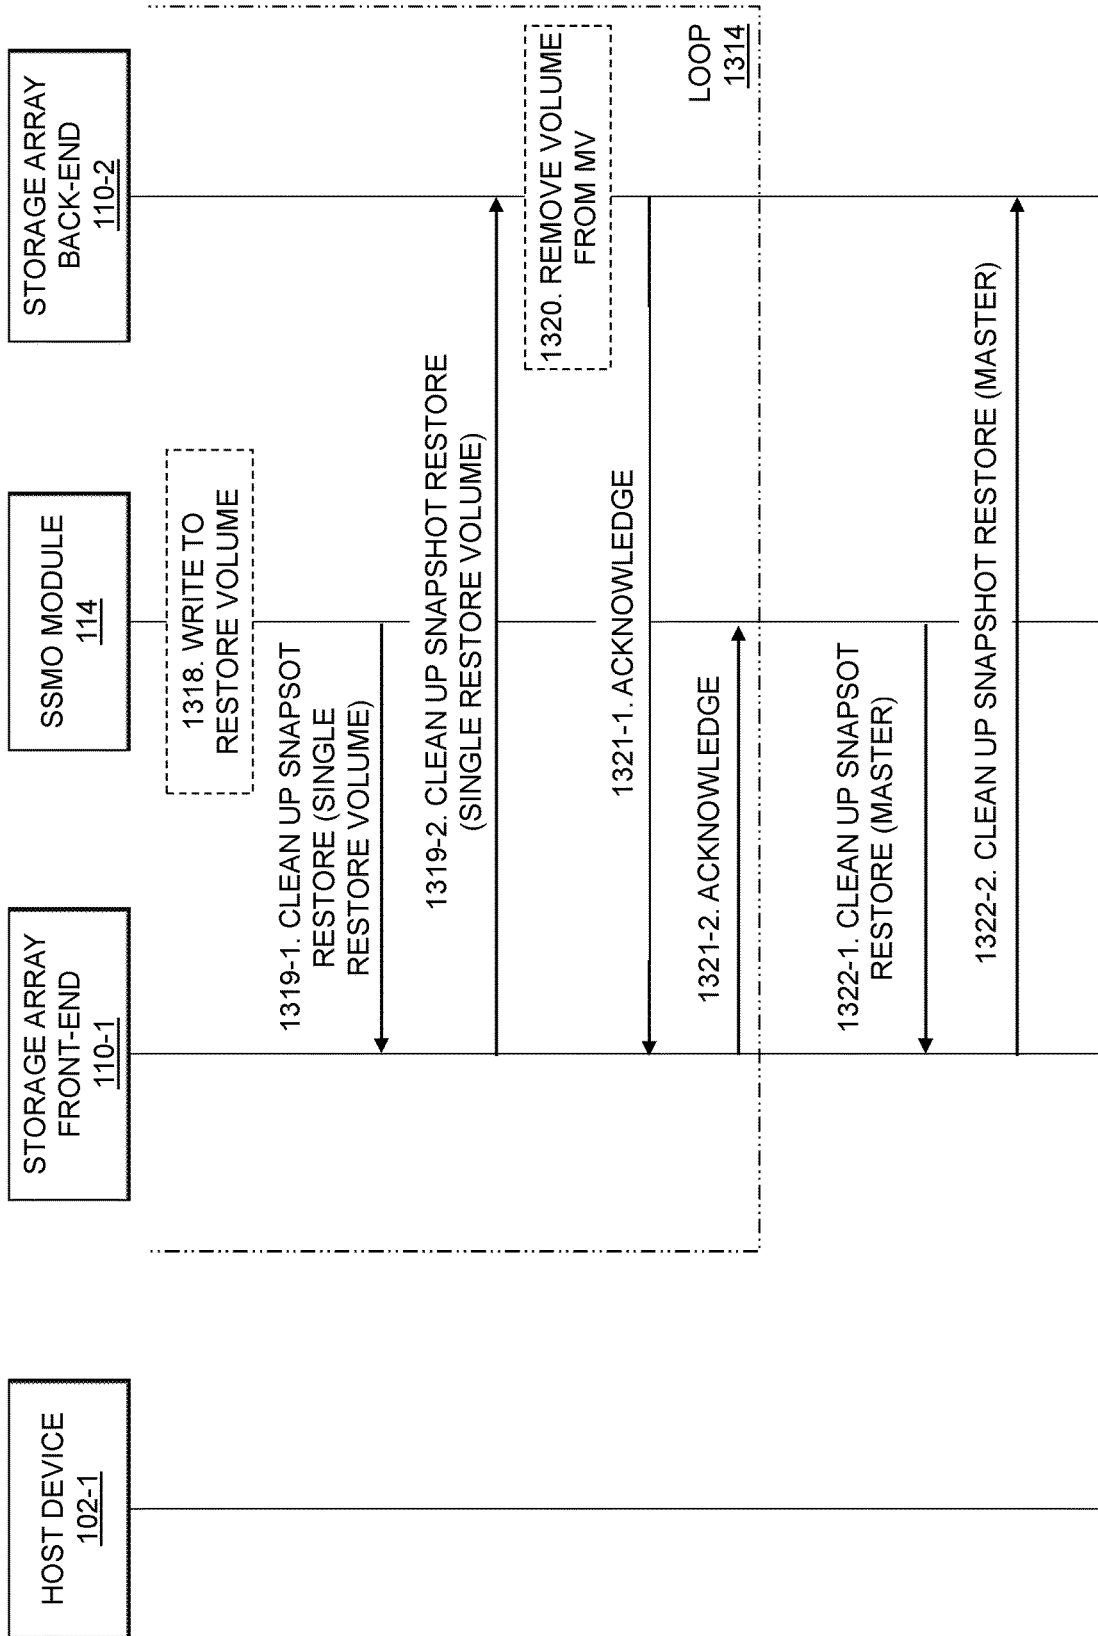 HOST DEVICE
102-1
STORAGE ARRAY
FRONT-END
110-1
SSMO MODULE
114
STORAGE ARRAY
BACK-END
110-2
1318. WRITE TO
RESTORE VOLUME
1319-1. CLEAN UP SNAPSOT
RESTORE (SINGLE
RESTORE VOLUME)
1319-2. CLEAN UP SNAPSHOT RESTORE
(SINGLE RESTORE VOLUME)
1320. REMOVE VOLUME
FROM MV
1321-1. ACKNOWLEDGE
1321-2. ACKNOWLEDGE
LOOP
1314
1322-1. CLEAN UP SNAPSOT
RESTORE (MASTER)
1322-2. CLEAN UP SNAPSHOT RESTORE (MASTER)